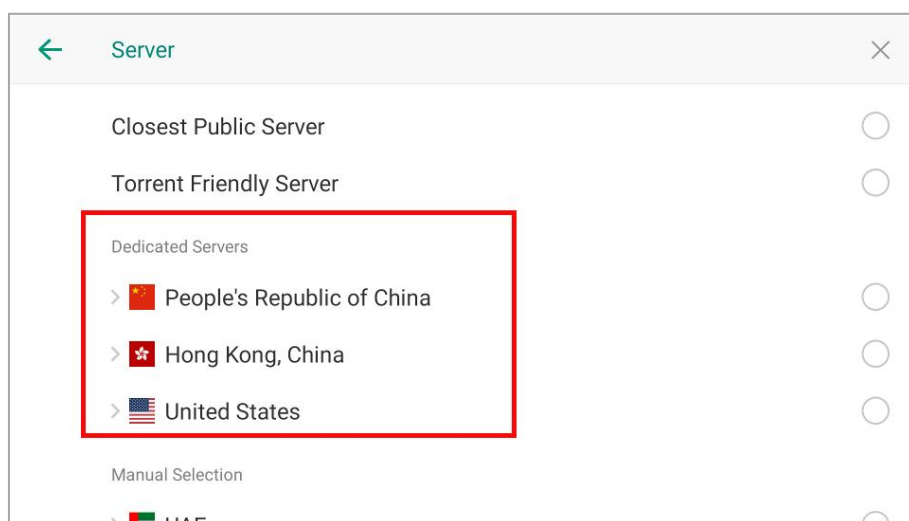 Server
Closest Public Server
Torrent Friendly Server
Dedicated Servers
People's Republic of China
Hong Kong, China
United States
Manual Selection
UAE